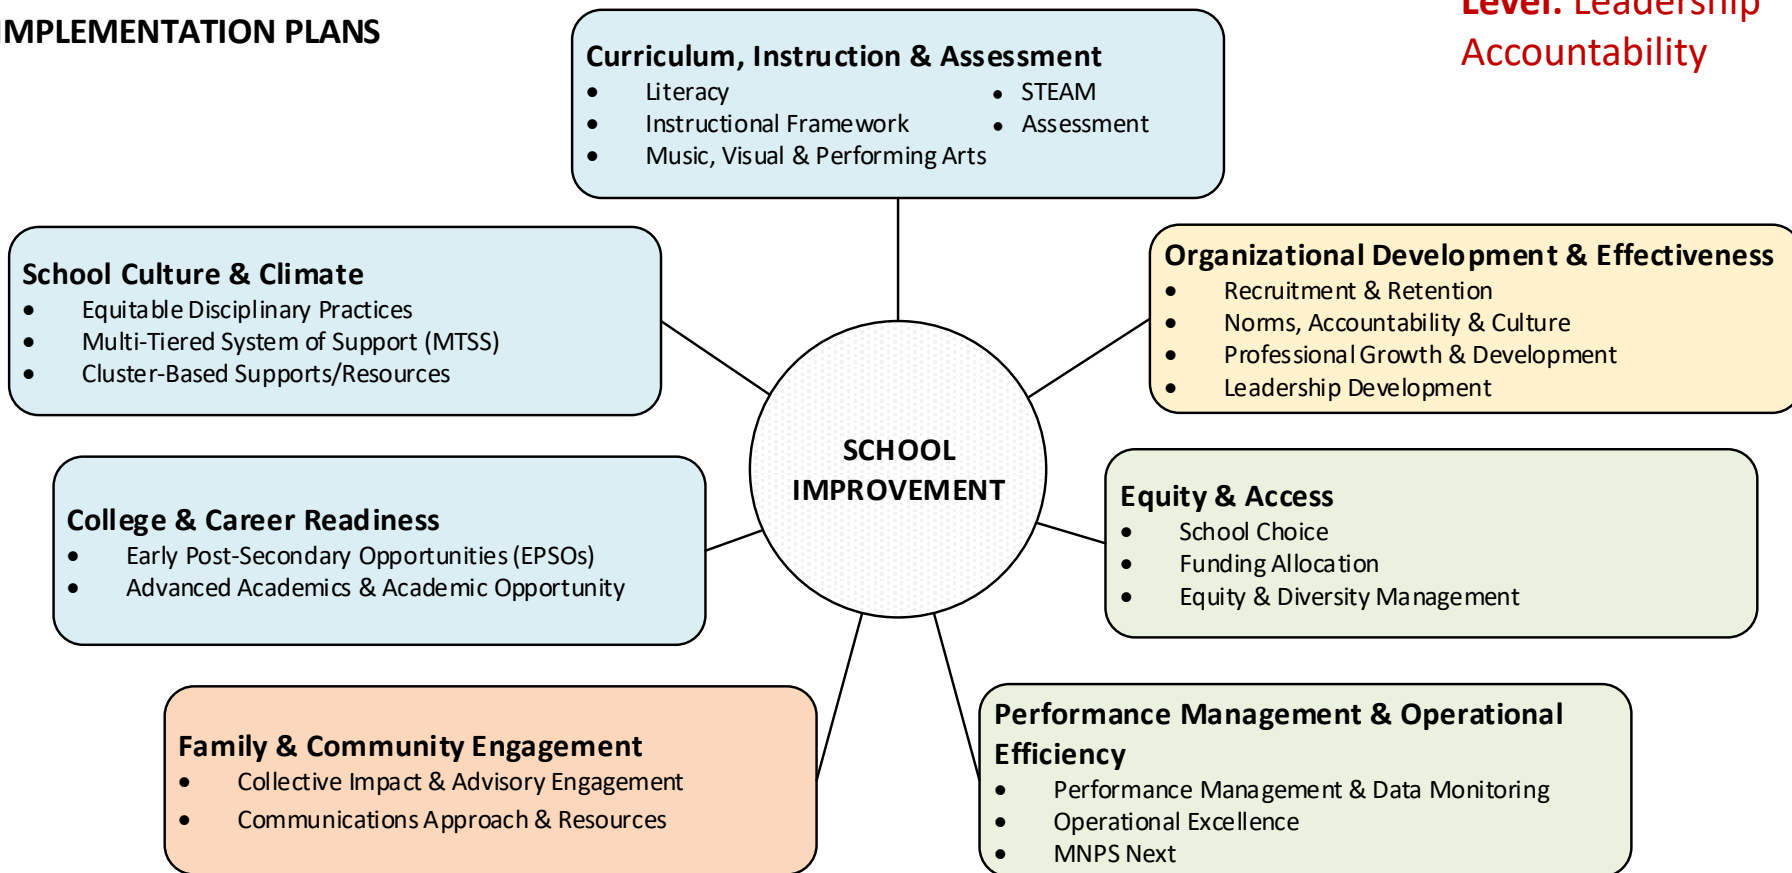 IMPLEMENTATION PLANS
Level: Leadership
Accountability
Curriculum, Instruction & Assessment
• Literacy
• Instructional Framework
• Music, Visual & Performing Arts
• STEAM
• Assessment
School Culture & Climate
• Equitable Disciplinary Practices
• Multi-Tiered System of Support (MTSS)
• Cluster-Based Supports/Resources
Organizational Development & Effectiveness
• Recruitment & Retention
• Norms, Accountability & Culture
• Professional Growth & Development
• Leadership Development
SCHOOL
IMPROVEMENT
College & Career Readiness
• Early Post-Secondary Opportunities (EPSOs)
• Advanced Academics & Academic Opportunity
Equity & Access
• School Choice
• Funding Allocation
• Equity & Diversity Management
Family & Community Engagement
• Collective Impact & Advisory Engagement
• Communications Approach & Resources
Performance Management & Operational
Efficiency
• Performance Management & Data Monitoring
• Operational Excellence
• MNPS Next